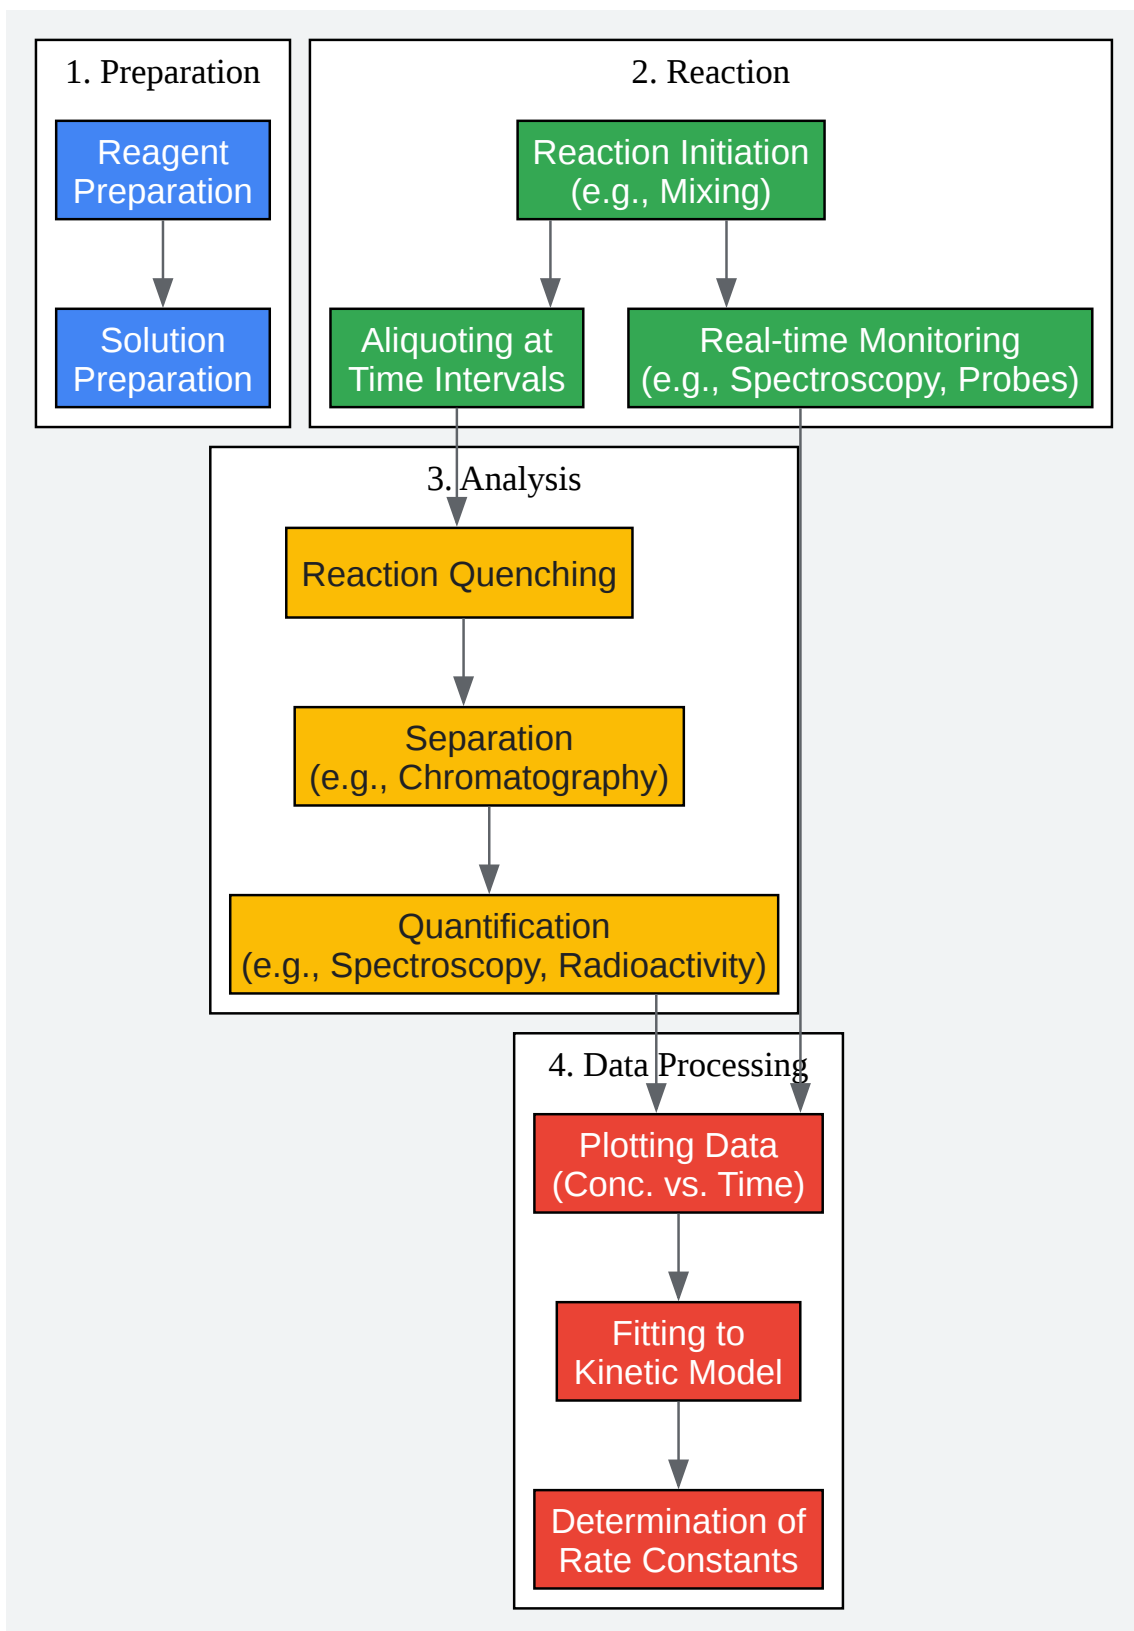 1. Preparation
Reagent
Preparation
Solution
Preparation
2. Reaction
Reaction Initiation
(e.g., Mixing)
Aliquoting at
Time Intervals
Real-time Monitoring
(e.g., Spectroscopy, Probes)
3. Analysis
Reaction Quenching
Separation
(e.g., Chromatography)
Quantification
(e.g., Spectroscopy, Radioactivity)
4. Data Processing
Plotting Data
(Conc. vs. Time)
Fitting to
Kinetic Model
Determination of
Rate Constants